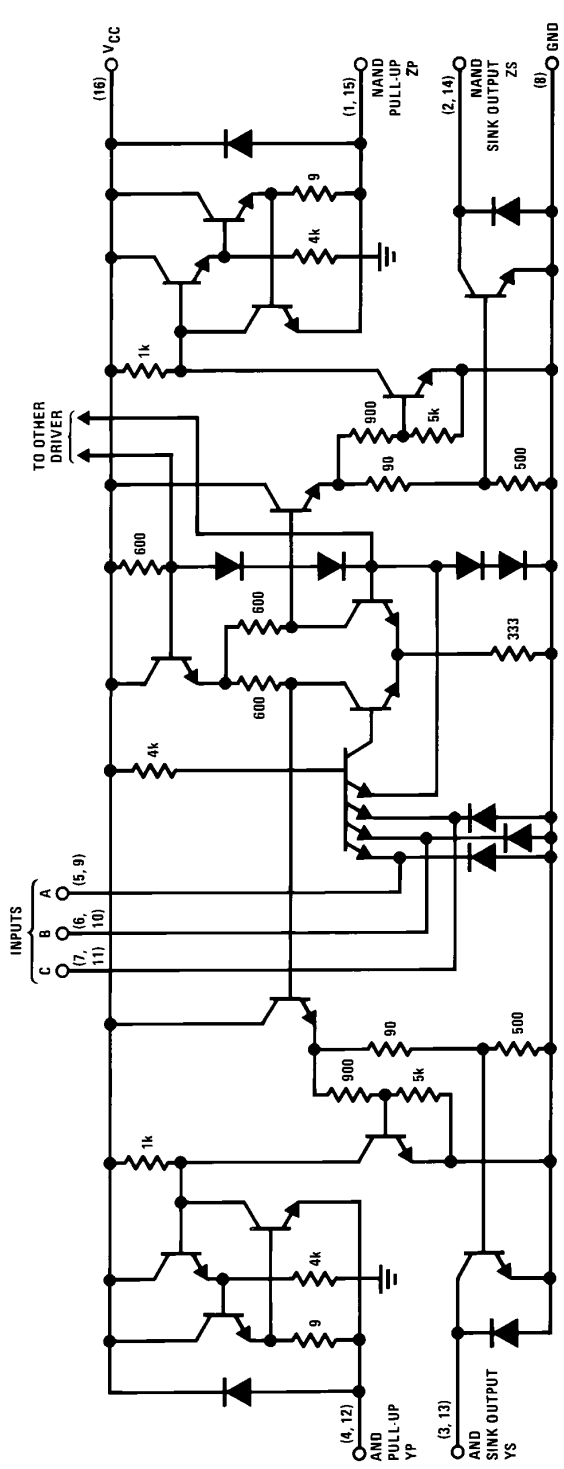 VCC
(16)
(1, 15)
NAND
PULL-UP
ZP
(2, 14)
NAND
SINK OUTPUT
ZS
GND
(8)
9
4k
1k
TO OTHER
DRIVER
900
5k
90
500
600
600
600
333
4k
INPUTS
A
(5, 9)
B
(6,
10)
C
(7,
11)
90
500
900
5k
1k
4k
9
(4, 12)
AND
PULL-UP
YP
(3, 13)
AND
SINK OUTPUT
YS